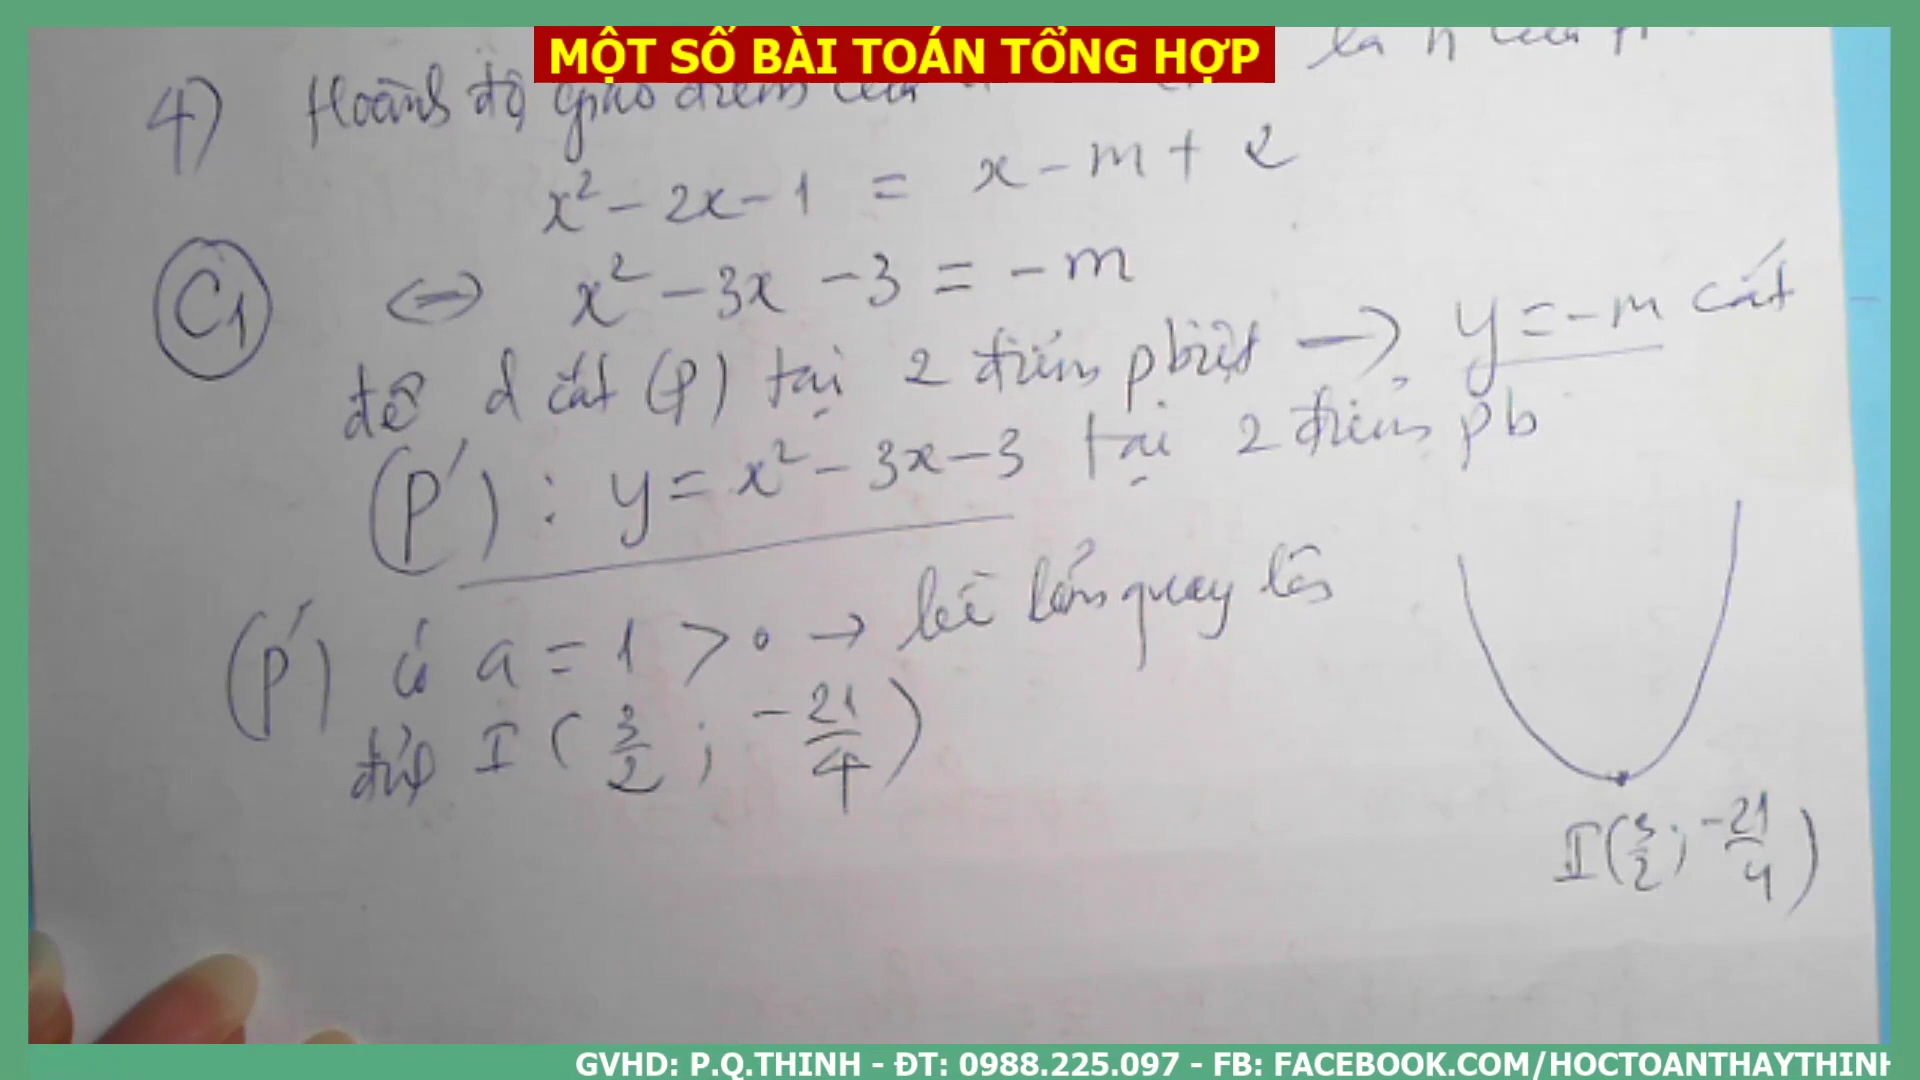 MỘT SỐ BÀI TOÁN TỔNG HỢP
4) Hoành độ giao điểm của là n của
x² - 2x - 1 = x - m + 2
C1 <=> x² - 3x - 3 = -m
để d cắt (P) tại 2 điểm pbiệt → y = -m cắt
(P'): y = x² - 3x - 3 tại 2 điểm pb
(P') có a = 1 > 0 → bề lõm quay lên
đỉnh I (3/2; -21/4)
I(3/2; -21/4)
GVHD: P.Q.THINH - ĐT: 0988.225.097 - FB: FACEBOOK.COM/HOCTOANTHAYTHINH